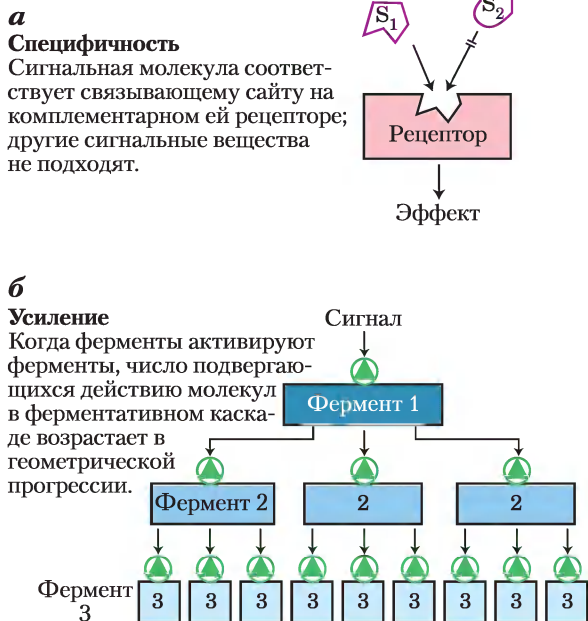 а
Специфичность
Сигнальная молекула соответ-
ствует связывающему сайту на
комплементарном ей рецепторе;
другие сигнальные вещества
не подходят.
S1
S2
Рецептор
Эффект
б
Усиление
Когда ферменты активируют
ферменты, число подвергаю-
щихся действию молекул
в ферментативном каска-
де возрастает в
геометрической
прогрессии.
Сигнал
Фермент 1
Фермент 2
2
2
Фермент
3
3 3 3 3 3 3 3 3 3